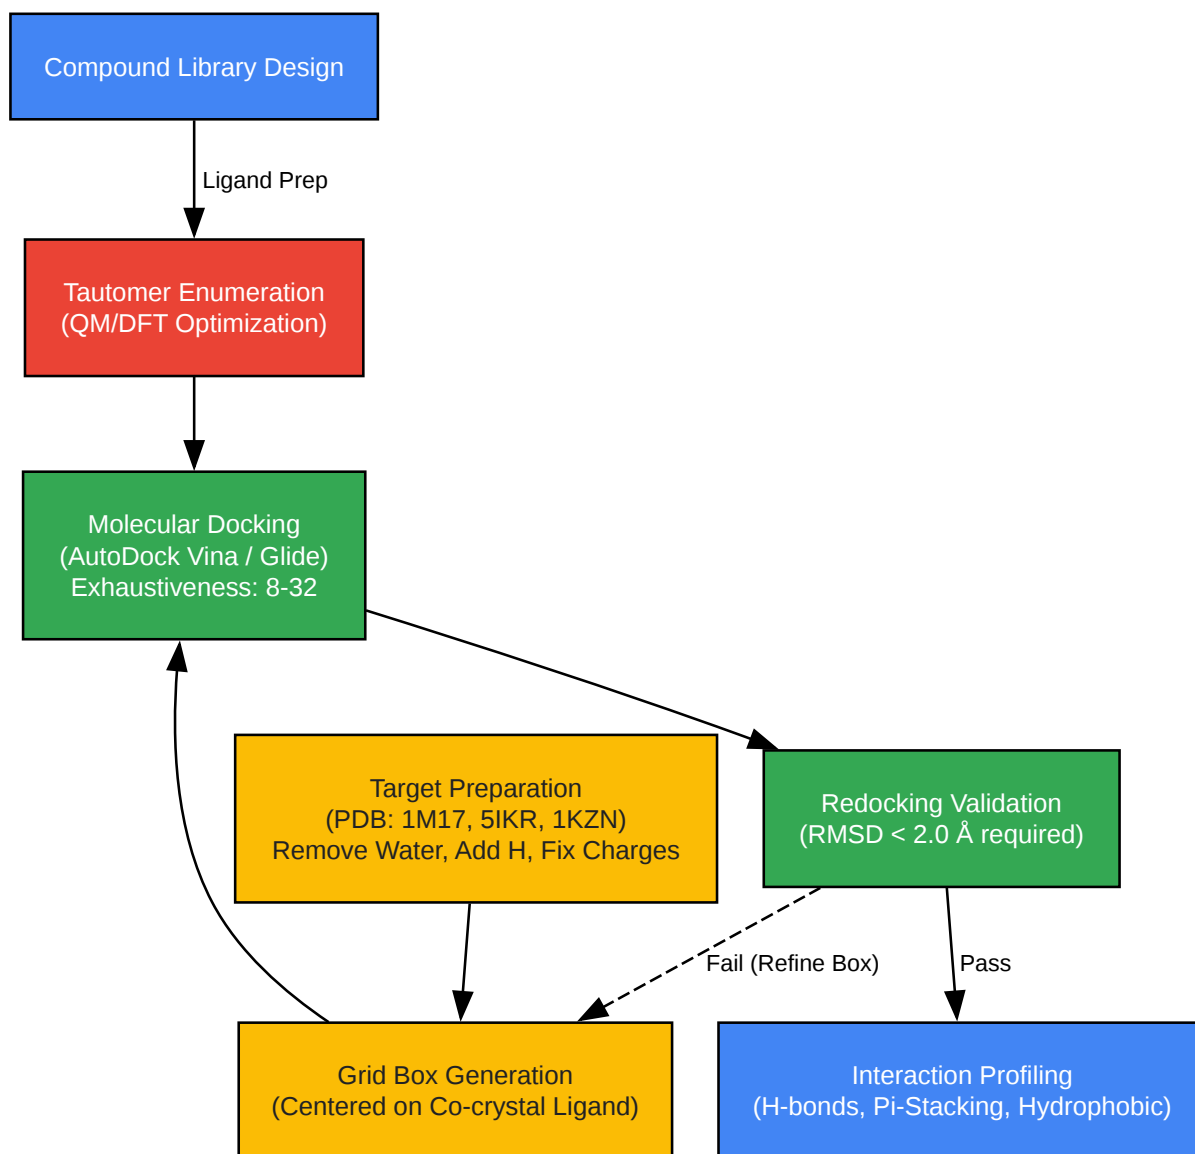 Compound Library Design
Ligand Prep
Tautomer Enumeration
(QM/DFT Optimization)
Molecular Docking
(AutoDock Vina / Glide)
Exhaustiveness: 8-32
Target Preparation
(PDB: 1M17, 5IKR, 1KZN)
Remove Water, Add H, Fix Charges
Redocking Validation
(RMSD < 2.0 Å required)
Fail (Refine Box)
Pass
Grid Box Generation
(Centered on Co-crystal Ligand)
Interaction Profiling
(H-bonds, Pi-Stacking, Hydrophobic)